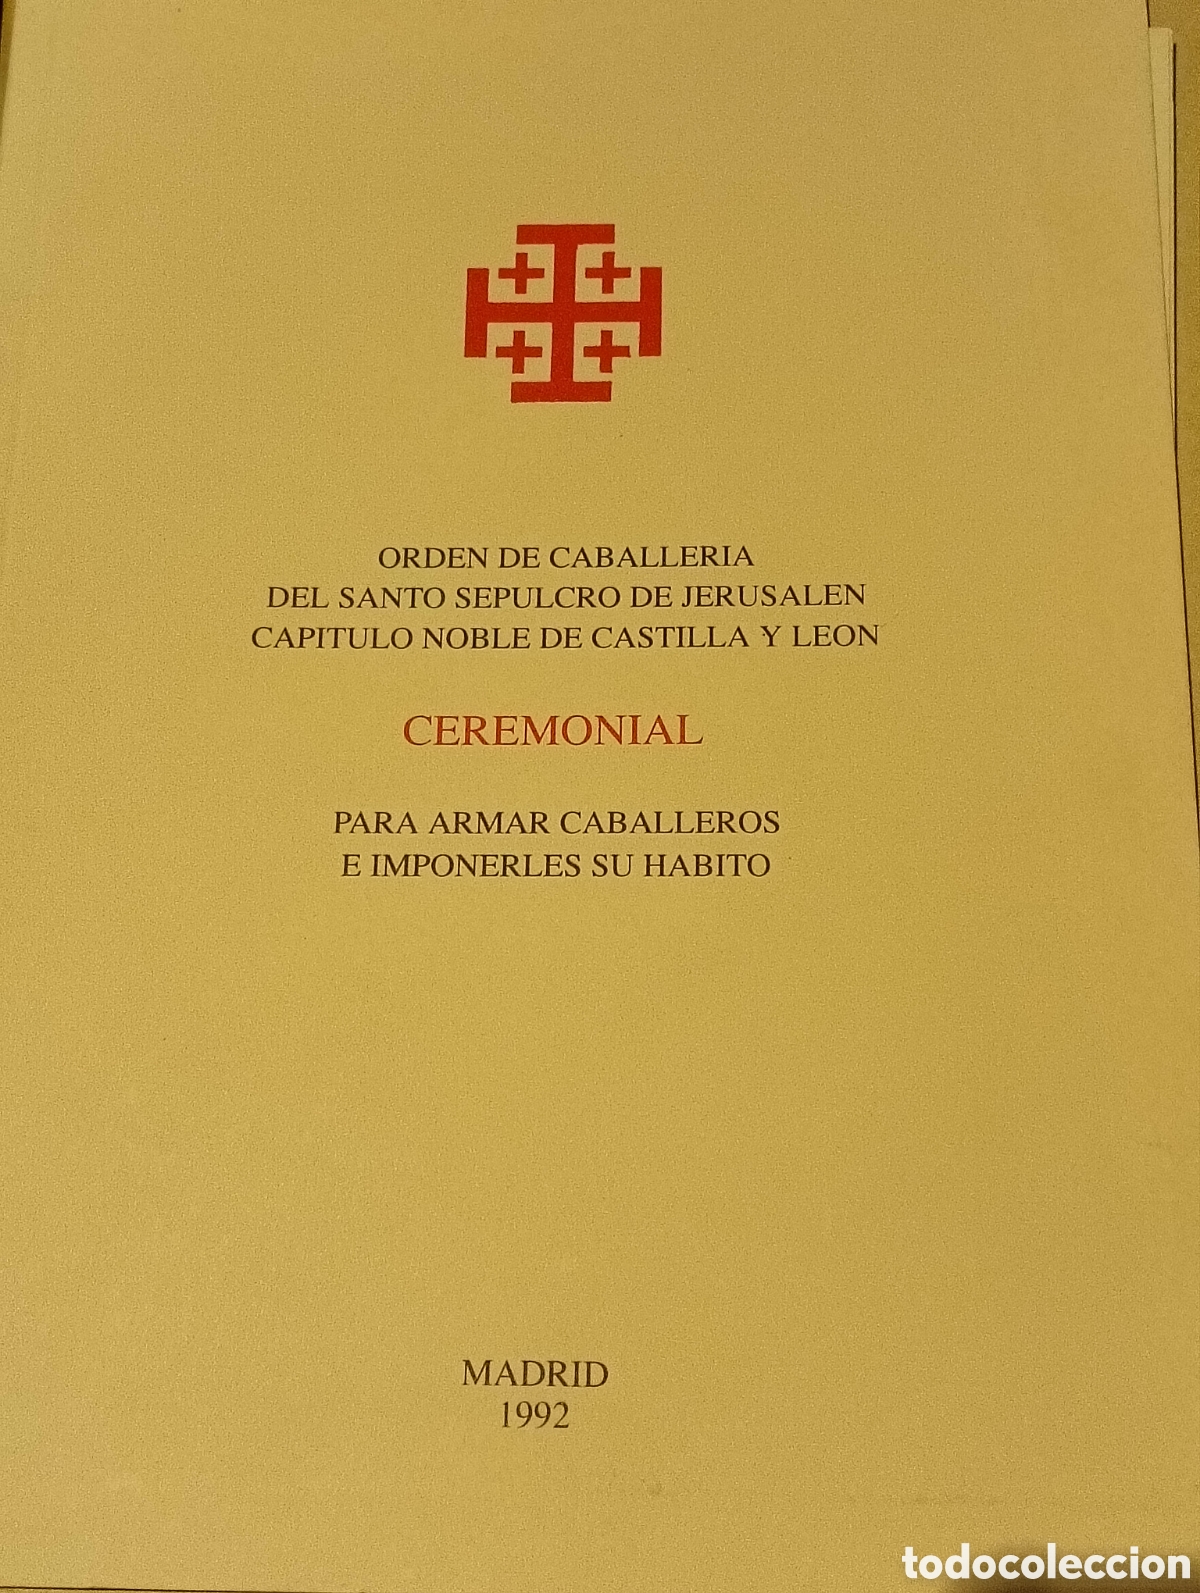 ORDEN DE CABALLERIA
DEL SANTO SEPULCRO DE JERUSALEN
CAPITULO NOBLE DE CASTILLA Y LEON
CEREMONIAL
PARA ARMAR CABALLEROS
E IMPONERLES SU HABITO
MADRID
1992
todocoleccion